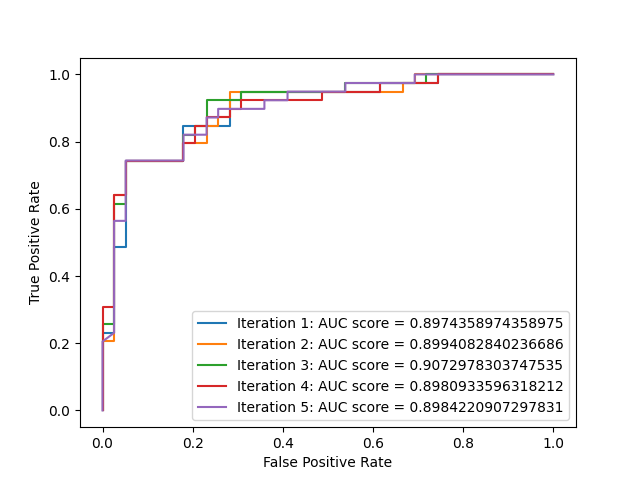 1.0
0.8
0.6
0.4
0.2
0.0
True Positive Rate
Iteration 1: AUC score = 0.8974358974358975
Iteration 2: AUC score = 0.8994082840236686
Iteration 3: AUC score = 0.9072978303747535
Iteration 4: AUC score = 0.8980933596318212
Iteration 5: AUC score = 0.8984220907297831
0.0 0.2 0.4 0.6 0.8 1.0
False Positive Rate